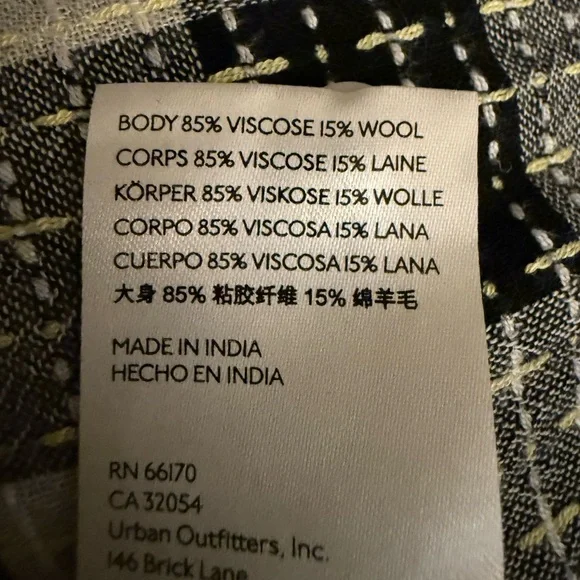 BODY 85% VISCOSE 15% WOOL
CORPS 85% VISCOSE 15% LAINE
KÖRPER 85% VISKOSE 15% WOLLE
CORPO 85% VISCOSA 15% LANA
CUERPO 85% VISCOSA 15% LANA
大身 85% 粘胶纤维 15% 绵羊毛
MADE IN INDIA
HECHO EN INDIA
RN 66170
CA 32054
Urban Outfitters, Inc.
146 Brick Lane